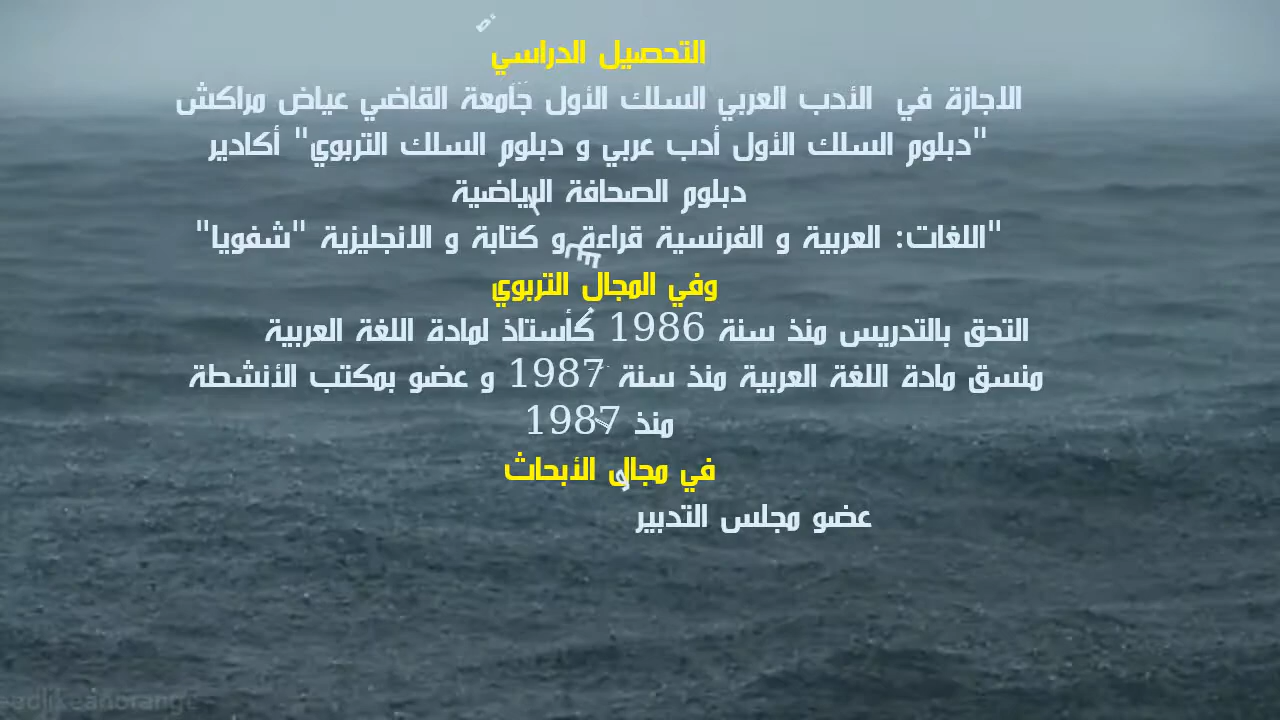 التحصيل الدراسي
الاجازة في الأدب العربي السلك الأول جامعة القاضي عياض مراكش
"دبلوم السلك الأول أدب عربي و دبلوم السلك التربوي" أكادير
دبلوم الصحافة الرياضية
"اللغات: العربية و الفرنسية قراءة و كتابة و الانجليزية "شفويا"
وفي المجال التربوي
التحق بالتدريس منذ سنة 1986 كأستاذ لمادة اللغة العربية
منسق مادة اللغة العربية منذ سنة 1987 و عضو بمكتب الأنشطة
منذ 1987
في مجال الأبحاث
عضو مجلس التدبير